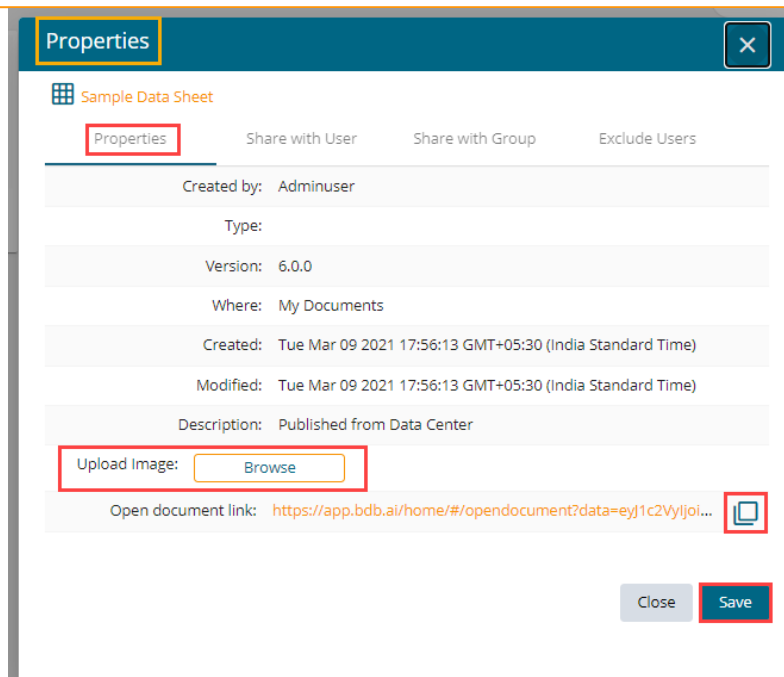 Properties
Sample Data Sheet
Properties Share with User Share with Group Exclude Users
Created by: Adminuser
Type:
Version: 6.0.0
Where: My Documents
Created: Tue Mar 09 2021 17:56:13 GMT+05:30 (India Standard Time)
Modified: Tue Mar 09 2021 17:56:13 GMT+05:30 (India Standard Time)
Description: Published from Data Center
Upload Image: Browse
Open document link: https://app.bdb.ai/home/#/opendocument?data=eyJ1c2VyIjoi...
Close Save